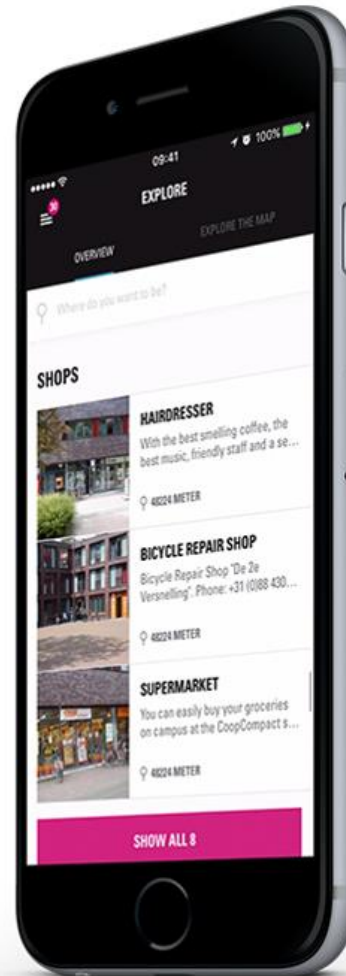 09:41
100%
30
EXPLORE
OVERVIEW
EXPLORE THE MAP
Where do you want to be?
SHOPS
HAIRDRESSER
With the best smelling coffee, the
best music, friendly staff and a se...
48224 METER
BICYCLE REPAIR SHOP
Bicycle Repair Shop "De 2e
Versnelling". Phone: +31 (0)88 430...
48224 METER
SUPERMARKET
You can easily buy your groceries
on campus at the CoopCompact s...
48224 METER
SHOW ALL 8